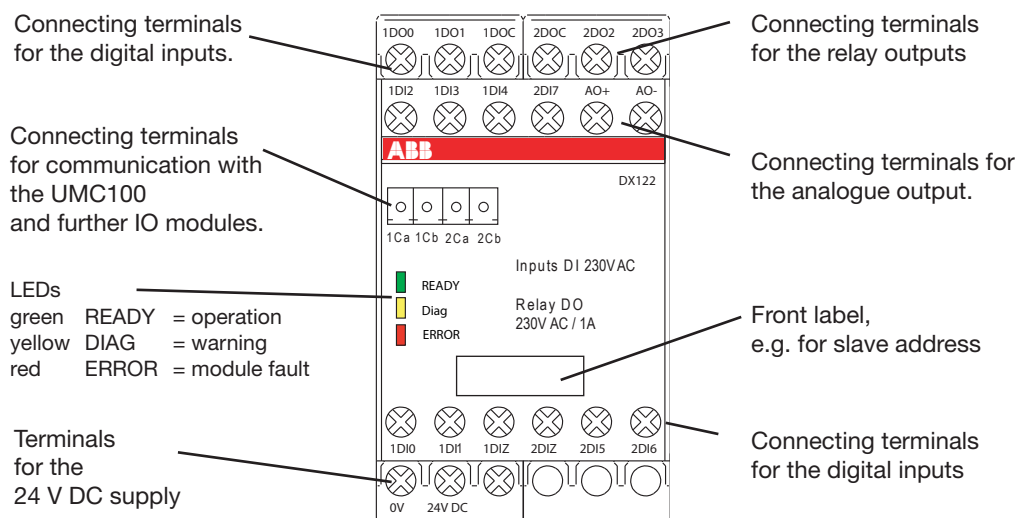 Connecting terminals
for the digital inputs.
1DO0 1DO1 1DOC 2DOC 2DO2 2DO3
Connecting terminals
for the relay outputs
1DI2 1DI3 1DI4 2DI7 AO+ AO-
Connecting terminals
for communication with
the UMC100
and further IO modules.
ABB
Connecting terminals for
the analogue output.
DX122
1Ca 1Cb 2Ca 2Cb
Inputs DI 230VAC
LEDs
green READY = operation
yellow DIAG = warning
red ERROR = module fault
READY
Diag
ERROR
Relay DO
230V AC / 1A
Front label,
e.g. for slave address
1DI0 1DI1 1DIZ 2DIZ 2DI5 2DI6
Terminals
for the
24 V DC supply
Connecting terminals
for the digital inputs
0V 24V DC